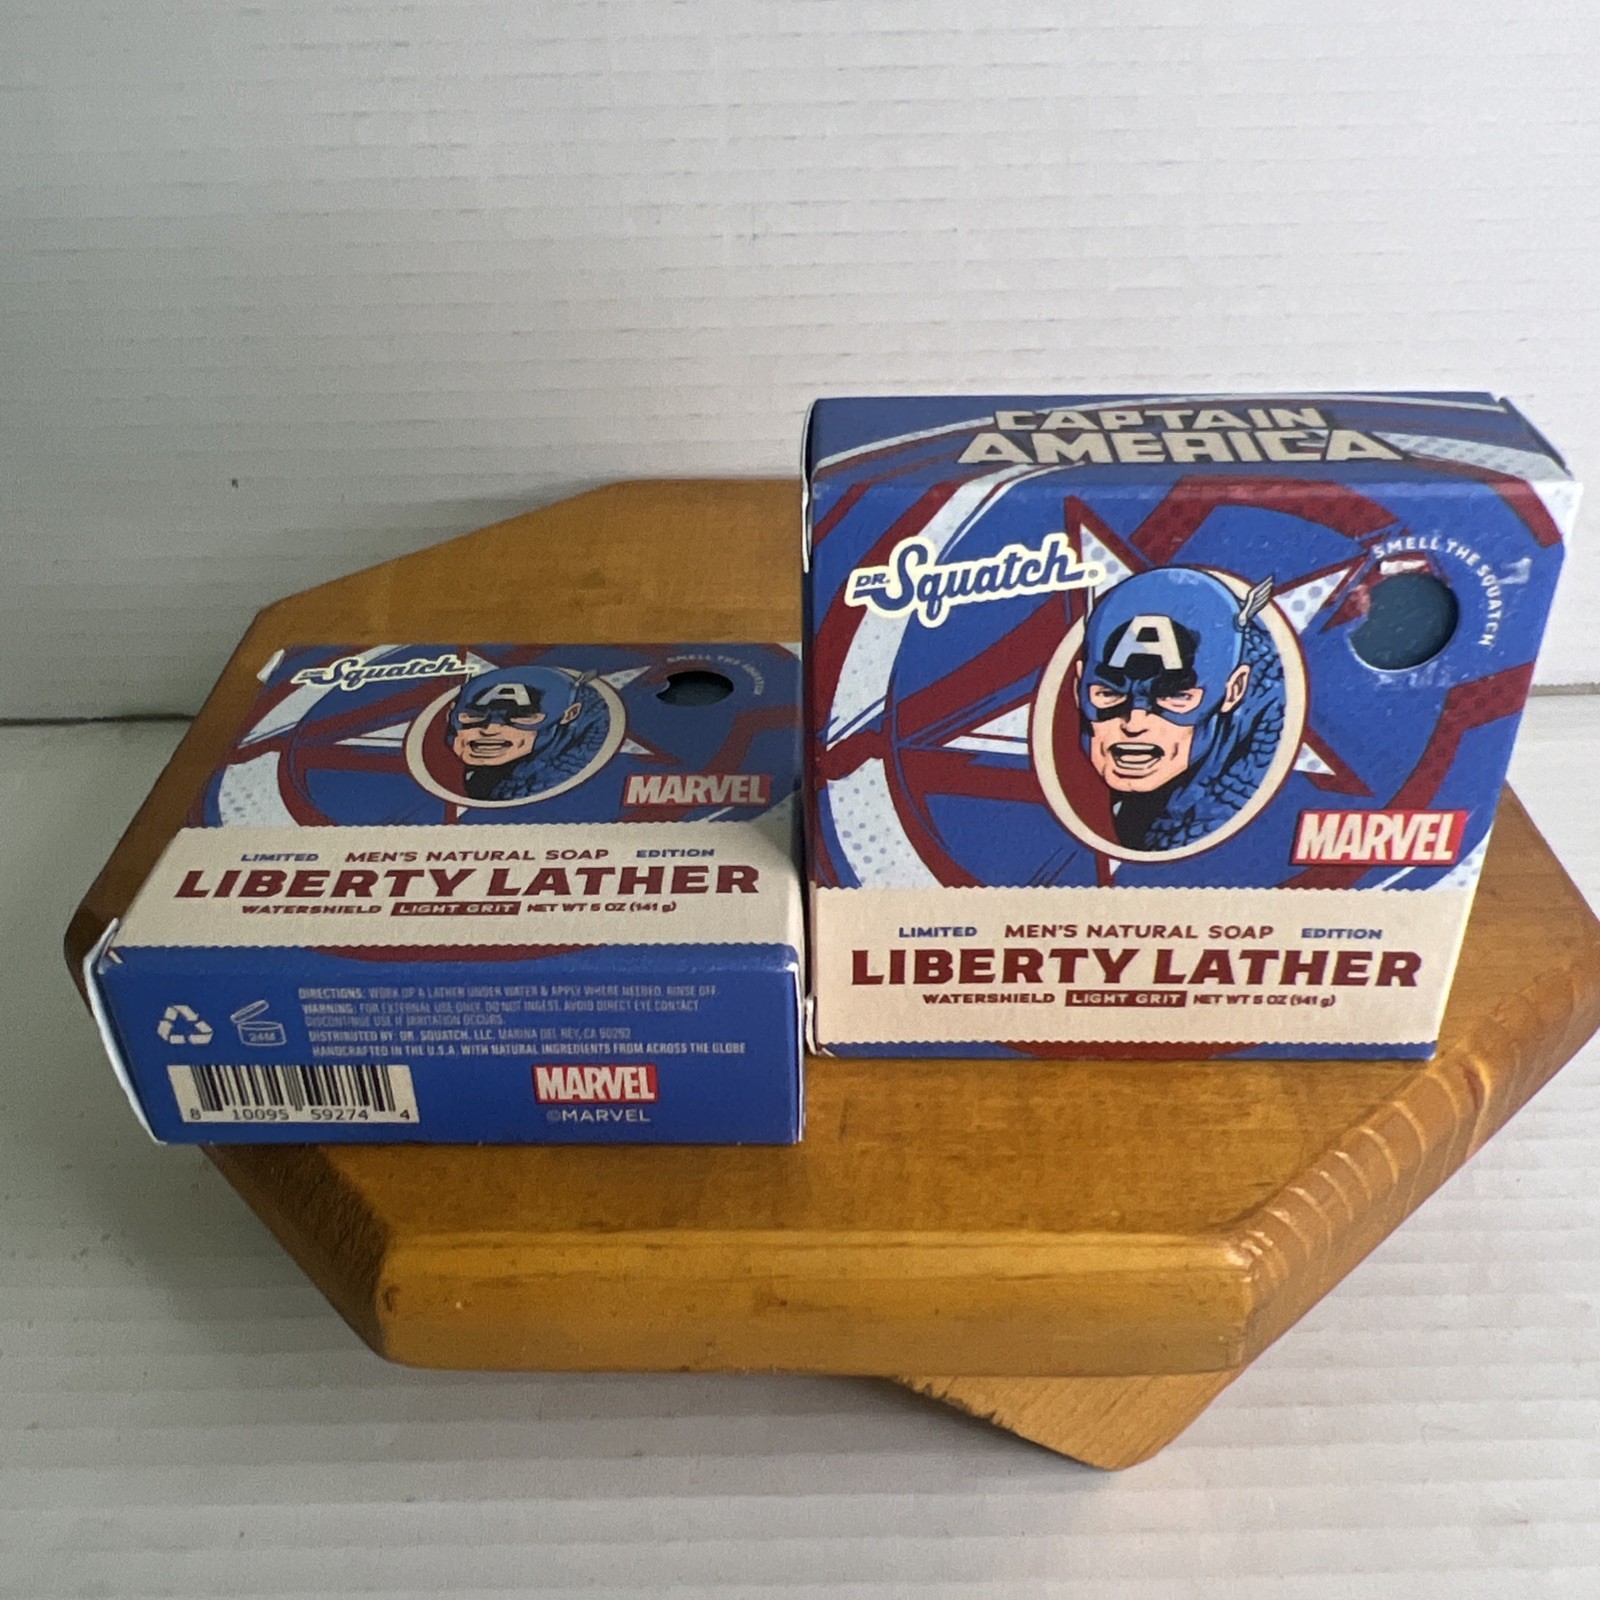 DR. Squatch
SMELL THE SQUATCH
A
MARVEL
LIMITED MEN'S NATURAL SOAP EDITION
LIBERTY LATHER
WATERSHIELD LIGHT GRIT NET WT 5 OZ (141 g)
DIRECTIONS: WORK UP A LATHER UNDER WATER & APPLY WHERE NEEDED. RINSE OFF.
WARNING: FOR EXTERNAL USE ONLY. DO NOT INGEST. AVOID DIRECT EYE CONTACT.
DISCONTINUE USE IF IRRITATION OCCURS.
DISTRIBUTED BY: DR. SQUATCH, LLC, MARINA DEL REY, CA 90292
HANDCRAFTED IN THE U.S.A. WITH NATURAL INGREDIENTS FROM ACROSS THE GLOBE
24M
8 10095 59274 4
MARVEL
©MARVEL
CAPTAIN
AMERICA
DR. Squatch
SMELL THE SQUATCH
A
MARVEL
LIMITED MEN'S NATURAL SOAP EDITION
LIBERTY LATHER
WATERSHIELD LIGHT GRIT NET WT 5 OZ (141 g)